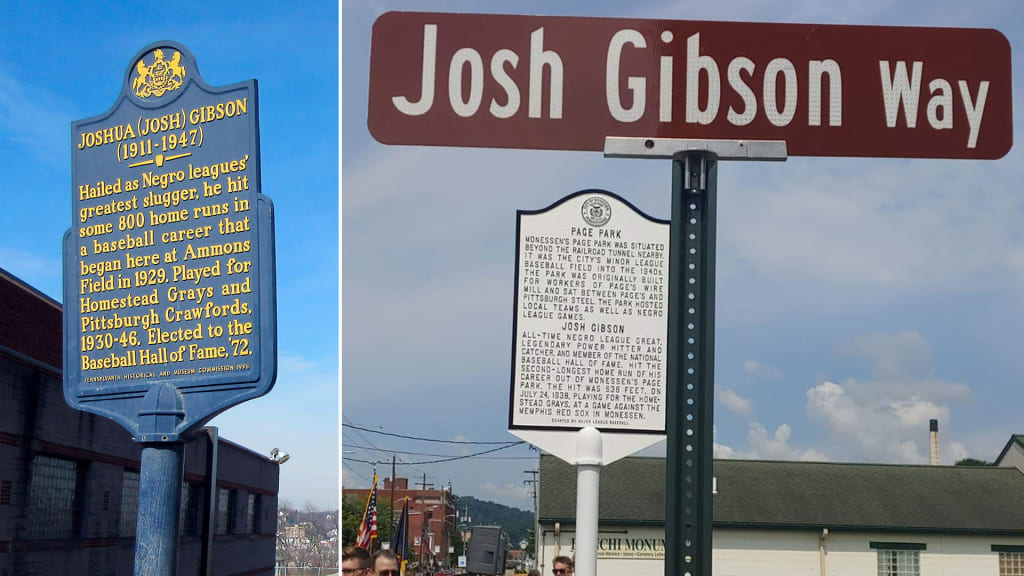 JOSHUA (JOSH) GIBSON
(1911-1947)
Hailed as Negro leagues'
greatest slugger, he hit
some 800 home runs in
a baseball career that
began here at Ammons
Field in 1929. Played for
Homestead Grays and
Pittsburgh Crawfords,
1930-46. Elected to the
Baseball Hall of Fame, '72.
PENNSYLVANIA HISTORICAL AND MUSEUM COMMISSION 1996
Josh Gibson Way
PAGE PARK
MONESSEN'S PAGE PARK WAS SITUATED
BEYOND THE RAILROAD TUNNEL NEARBY.
IT WAS THE CITY'S MINOR LEAGUE
BASEBALL FIELD INTO THE 1940s.
THE PARK WAS ORIGINALLY BUILT
FOR WORKERS OF PAGE'S WIRE
MILL AND SAT BETWEEN PAGE'S AND
PITTSBURGH STEEL. THE PARK HOSTED
LOCAL TEAMS AS WELL AS NEGRO
LEAGUE GAMES.
JOSH GIBSON
ALL-TIME NEGRO LEAGUE GREAT,
LEGENDARY POWER HITTER AND
CATCHER, AND MEMBER OF THE NATIONAL
BASEBALL HALL OF FAME. HIT THE
SECOND-LONGEST HOME RUN OF HIS
CAREER OUT OF MONESSEN'S PAGE
PARK. THE HIT WAS 536 FEET, ON
JULY 24, 1938, PLAYING FOR THE HOME-
STEAD GRAYS, AT A GAME AGAINST THE
MEMPHIS RED SOX IN MONESSEN.
DONATED BY MAJOR LEAGUE BASEBALL
MONUM